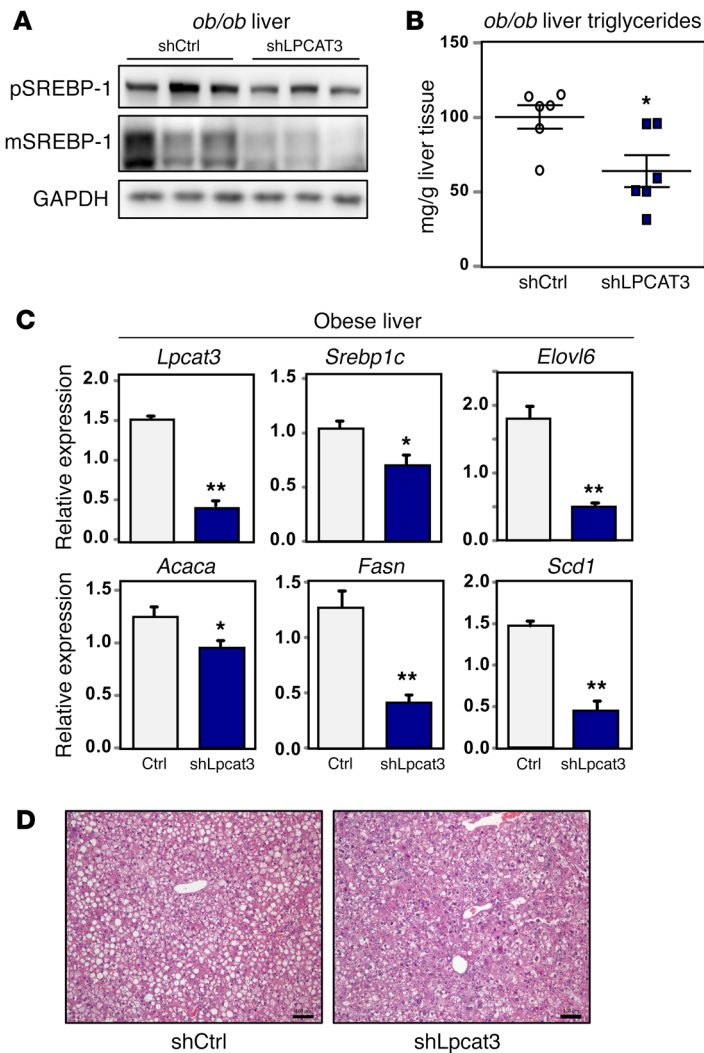 A
ob/ob liver
shCtrl shLPCAT3
pSREBP-1
mSREBP-1
GAPDH
B
ob/ob liver triglycerides
mg/g liver tissue
150
100
50
0
*
shCtrl shLPCAT3
C
Obese liver
Lpcat3 Srebp1c Elovl6
Relative expression
2.0
1.5
1.0
0.5
0.0
**
1.5
1.0
0.5
0.0
*
2.0
1.0
0.0
**
Acaca Fasn Scd1
Relative expression
1.5
1.0
0.5
0.0
*
1.5
1.0
0.5
0.0
**
2.0
1.5
1.0
0.5
0.0
**
Ctrl shLpcat3 Ctrl shLpcat3 Ctrl shLpcat3
D
shCtrl shLpcat3